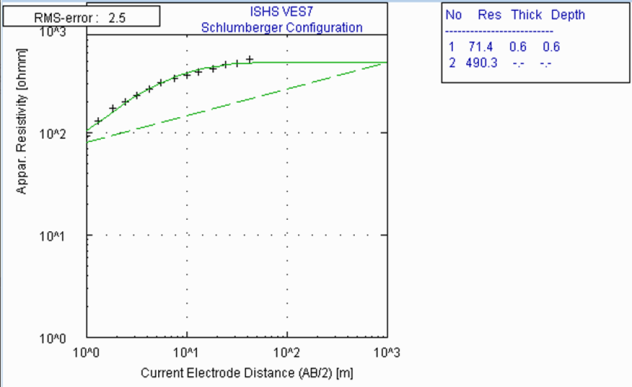 RMS-error : 2.5
ISHS VES7
Schlumberger Configuration
No Res Thick Depth
---------------------------
1 71.4 0.6 0.6
2 490.3 -.- -.-
Appar. Resistivity [ohmm]
10^3
10^2
10^1
10^0
10^0 10^1 10^2 10^3
Current Electrode Distance (AB/2) [m]